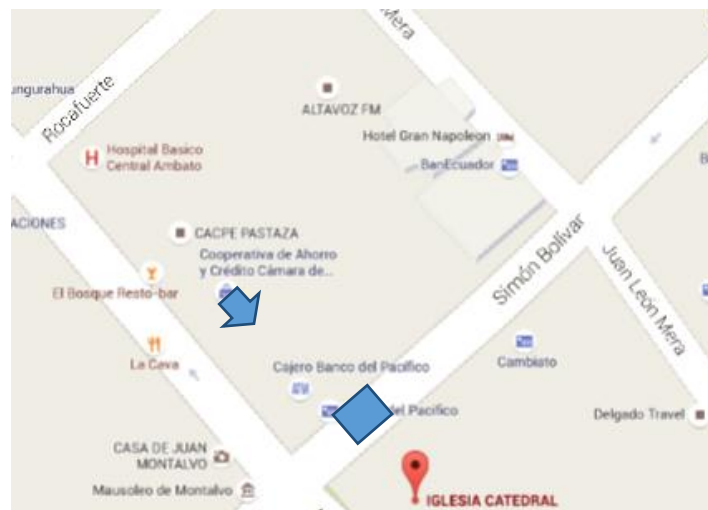 Mera
Rocafuerte
ALTAVOZ FM
Hotel Gran Napoleon
Hospital Basico
Central Ambato
BanEcuador
ACIONES
CACPE PASTAZA
Cooperativa de Ahorro
y Crédito Cámara de...
Simón Bolívar
Juan León Mera
El Bosque Resto-bar
La Cava
Cajero Banco del Pacífico
Cambiato
del Pacífico
Delgado Travel
CASA DE JUAN
MONTALVO
Mausoleo de Montalvo
IGLESIA CATEDRAL